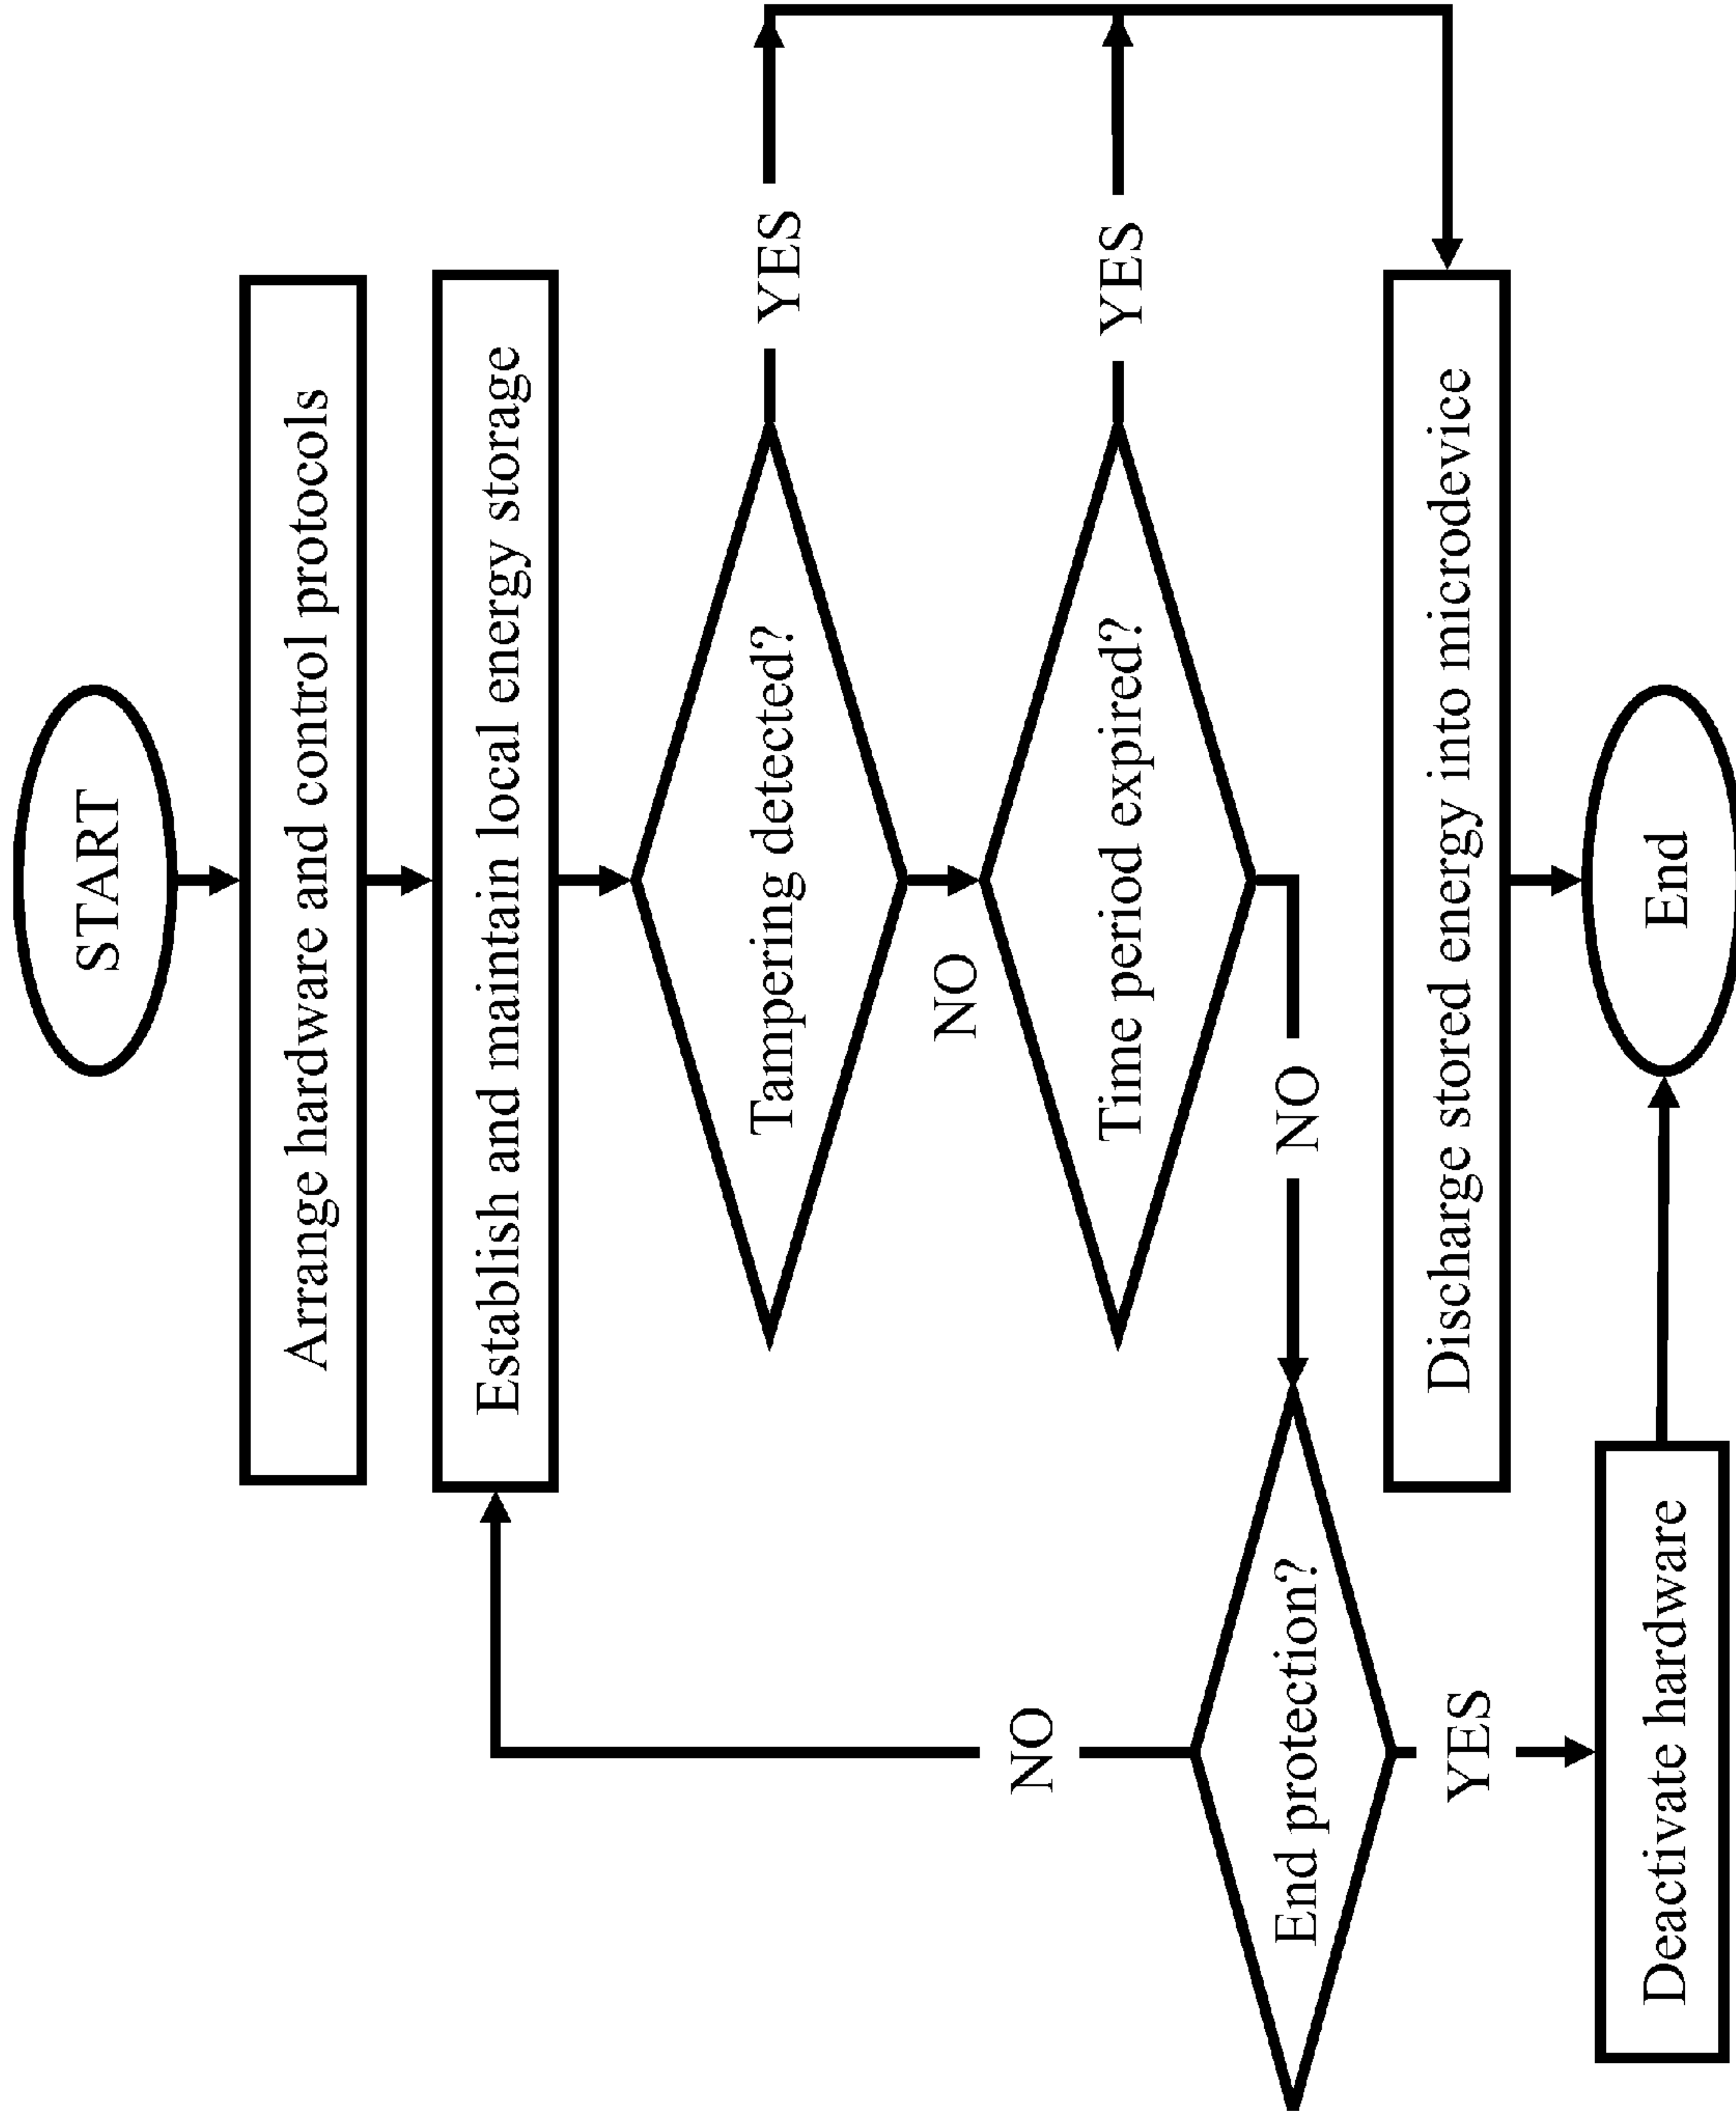 START
Arrange hardware and control protocols
Establish and maintain local energy storage
Tampering detected?
YES
NO
Time period expired?
YES
NO
End protection?
NO
YES
Discharge stored energy into microdevice
Deactivate hardware
End